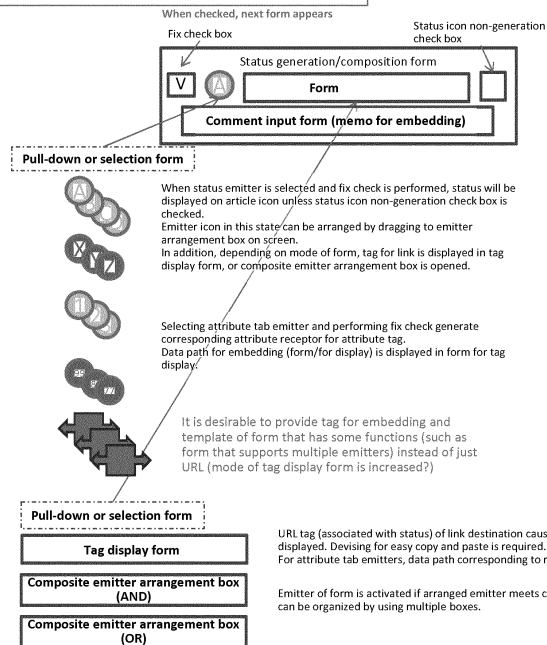 When checked, next form appears
Status icon non-generation
check box
Fix check box
Status generation/composition form
V
A
Form
Comment input form (memo for embedding)
Pull-down or selection form
When status emitter is selected and fix check is performed, status will be
displayed on article icon unless status icon non-generation check box is
checked.
Emitter icon in this state can be arranged by dragging to emitter
arrangement box on screen.
In addition, depending on mode of form, tag for link is displayed in tag
display form, or composite emitter arrangement box is opened.
A
X Y Z
1 2
Selecting attribute tab emitter and performing fix check generate
corresponding attribute receptor for attribute tag.
Data path for embedding (form/for display) is displayed in form for tag
display.
It is desirable to provide tag for embedding and
template of form that has some functions (such as
form that supports multiple emitters) instead of just
URL (mode of tag display form is increased?)
Pull-down or selection form
Tag display form
Composite emitter arrangement box
(AND)
Composite emitter arrangement box
(OR)
URL tag (associated with status) of link destination caus
displayed. Devising for easy copy and paste is required.
For attribute tab emitters, data path corresponding to r
Emitter of form is activated if arranged emitter meets c
can be organized by using multiple boxes.